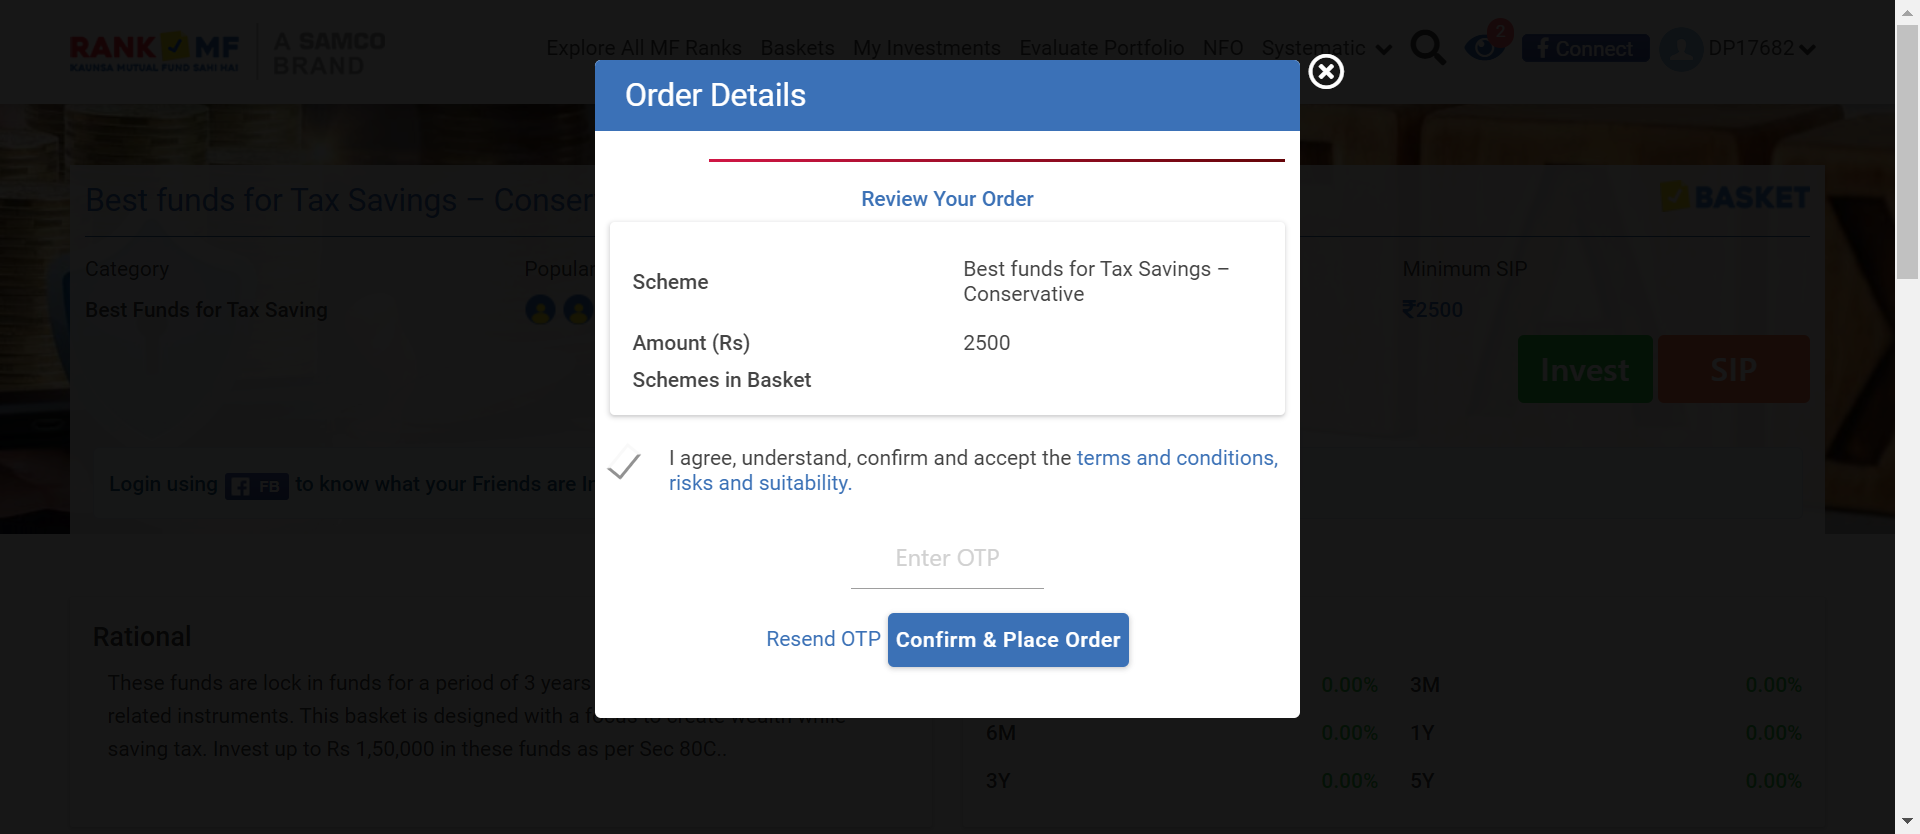 RANK MF
KAUNSA MUTUAL FUND SAHI HAI
A SAMCO
BRAND
Explore All MF Ranks Baskets My Investments Evaluate Portfolio NFO Systematic
2
f Connect
DP17682
Order Details
Review Your Order
Scheme
Best funds for Tax Savings –
Conservative
Amount (Rs) 2500
Schemes in Basket
I agree, understand, confirm and accept the terms and conditions,
risks and suitability.
Enter OTP
Resend OTP Confirm & Place Order
Best funds for Tax Savings – Conser
BASKET
Category
Popular
Minimum SIP
Best Funds for Tax Saving
₹2500
Invest SIP
Login using FB to know what your Friends are In
Rational
These funds are lock in funds for a period of 3 years
related instruments. This basket is designed with a focus to create wealth while
saving tax. Invest up to Rs 1,50,000 in these funds as per Sec 80C..
0.00% 3M 0.00%
6M 0.00% 1Y 0.00%
3Y 0.00% 5Y 0.00%